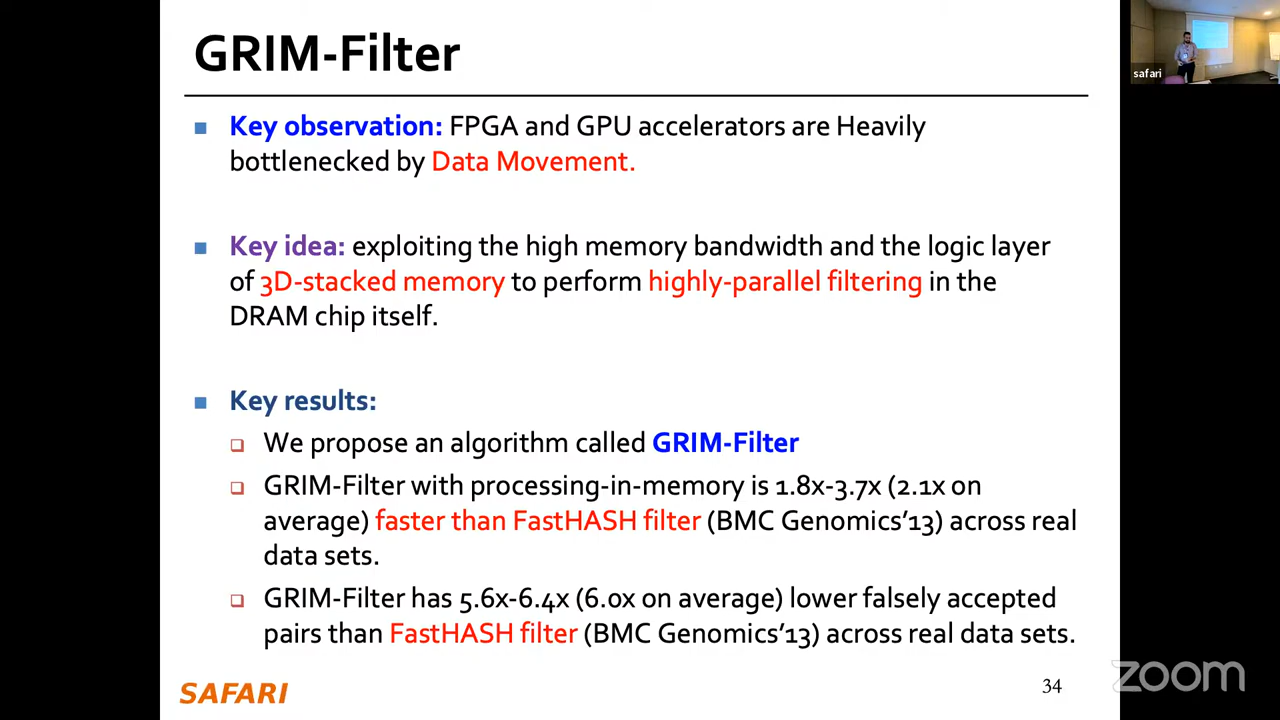 GRIM-Filter
safari
Key observation: FPGA and GPU accelerators are Heavily
bottlenecked by Data Movement.
Key idea: exploiting the high memory bandwidth and the logic layer
of 3D-stacked memory to perform highly-parallel filtering in the
DRAM chip itself.
Key results:
We propose an algorithm called GRIM-Filter
GRIM-Filter with processing-in-memory is 1.8x-3.7x (2.1x on
average) faster than FastHASH filter (BMC Genomics'13) across real
data sets.
GRIM-Filter has 5.6x-6.4x (6.0x on average) lower falsely accepted
pairs than FastHASH filter (BMC Genomics'13) across real data sets.
SAFARI
34
zoom